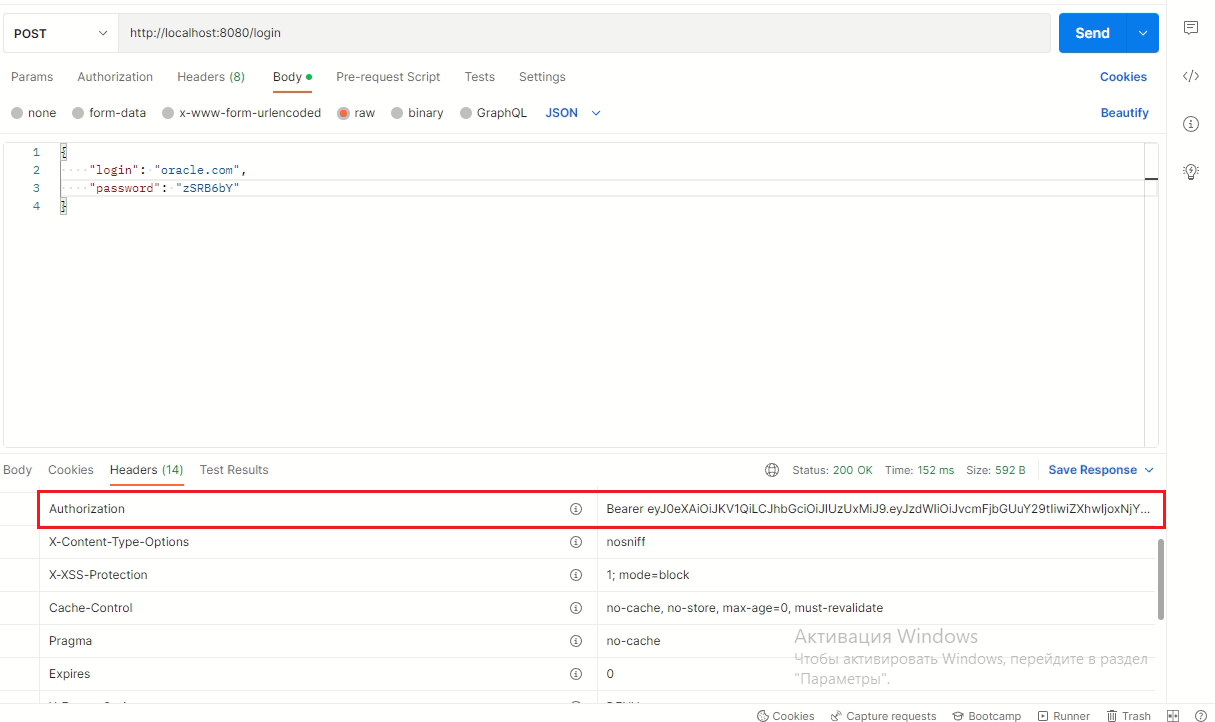 POST http://localhost:8080/login Send
Params Authorization Headers (8) Body Pre-request Script Tests Settings Cookies
none form-data x-www-form-urlencoded raw binary GraphQL JSON Beautify
1 {
2 "login": "oracle.com",
3 "password": "zSRB6bY"
4 }
Body Cookies Headers (14) Test Results Status: 200 OK Time: 152 ms Size: 592 B Save Response
Authorization Bearer eyJ0eXAiOiJKV1QiLCJhbGciOiJIUzUxMiJ9.eyJzdWIiOiJvcmFjbGUuY29tIiwiZXhwIjoxNjY...
X-Content-Type-Options nosniff
X-XSS-Protection 1; mode=block
Cache-Control no-cache, no-store, max-age=0, must-revalidate
Pragma no-cache
Активация Windows
Чтобы активировать Windows, перейдите в раздел
Expires 0
"Параметры".
Cookies Capture requests Bootcamp Runner Trash